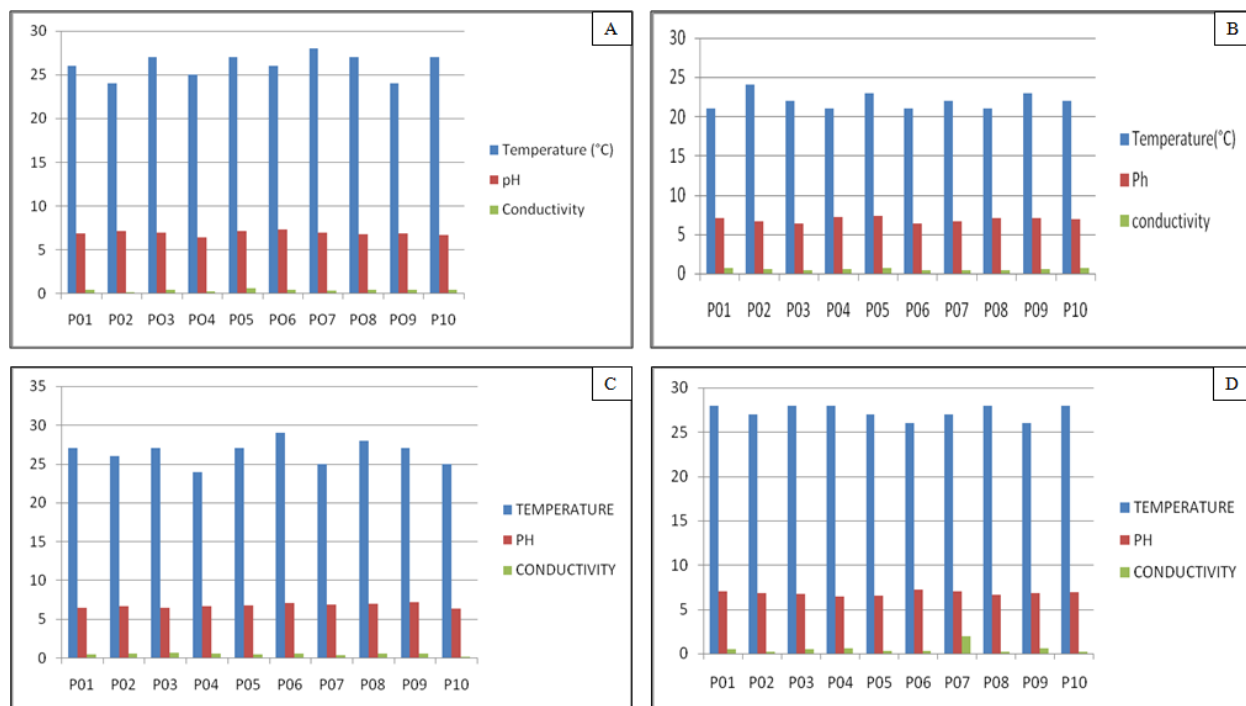 A
30
25
20
15
10
5
0
P01 P02 PO3 PO4 P05 PO6 PO7 PO8 PO9 P10
Temperature (°C)
pH
Conductivity
B
30
25
20
15
10
5
0
P01 P02 P03 P04 P05 P06 P07 P08 P09 P10
Temperature(°C)
Ph
conductivity
C
35
30
25
20
15
10
5
0
P01 P02 P03 P04 P05 P06 P07 P08 P09 P10
TEMPERATURE
PH
CONDUCTIVITY
D
30
25
20
15
10
5
0
P01 P02 P03 P04 P05 P06 P07 P08 P09 P10
TEMPERATURE
PH
CONDUCTIVITY